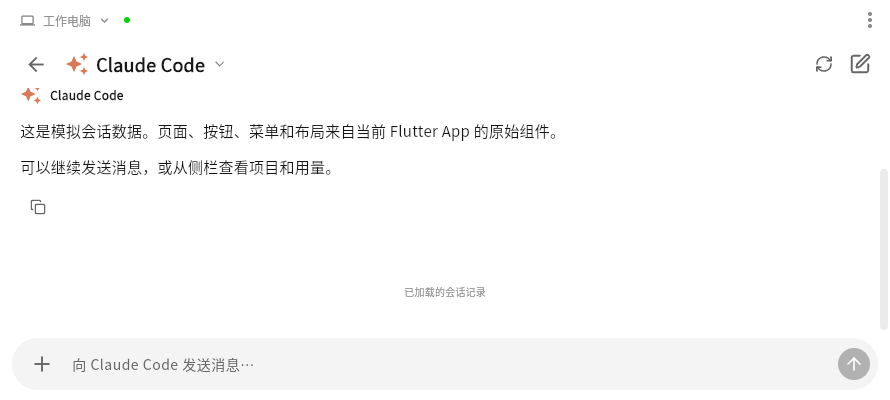 工作电脑
Claude Code
Claude Code
这是模拟会话数据。页面、按钮、菜单和布局来自当前 Flutter App 的原始组件。
可以继续发送消息，或从侧栏查看项目和用量。
已加载的会话记录
向 Claude Code 发送消息…